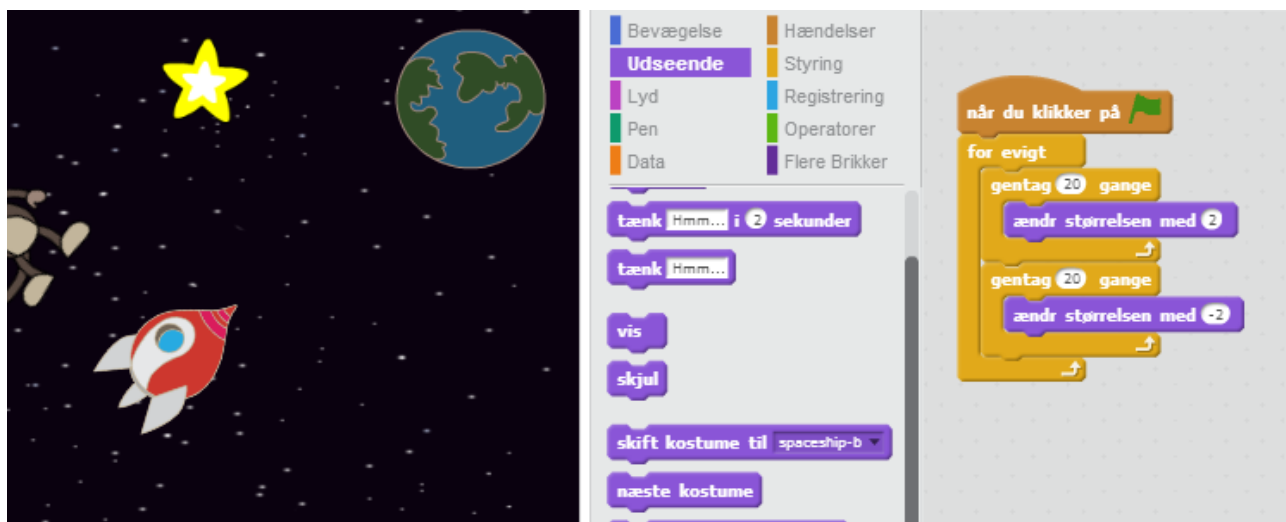 Bevægelse
Hændelser
Udseende
Styring
Lyd
Registrering
Pen
Operatorer
Data
Flere Brikker
tænk Hmm... i 2 sekunder
tænk Hmm...
vis
skjul
skift kostume til spaceship-b
næste kostume
når du klikker på
for evigt
gentag 20 gange
ændr størrelsen med 2
gentag 20 gange
ændr størrelsen med -2